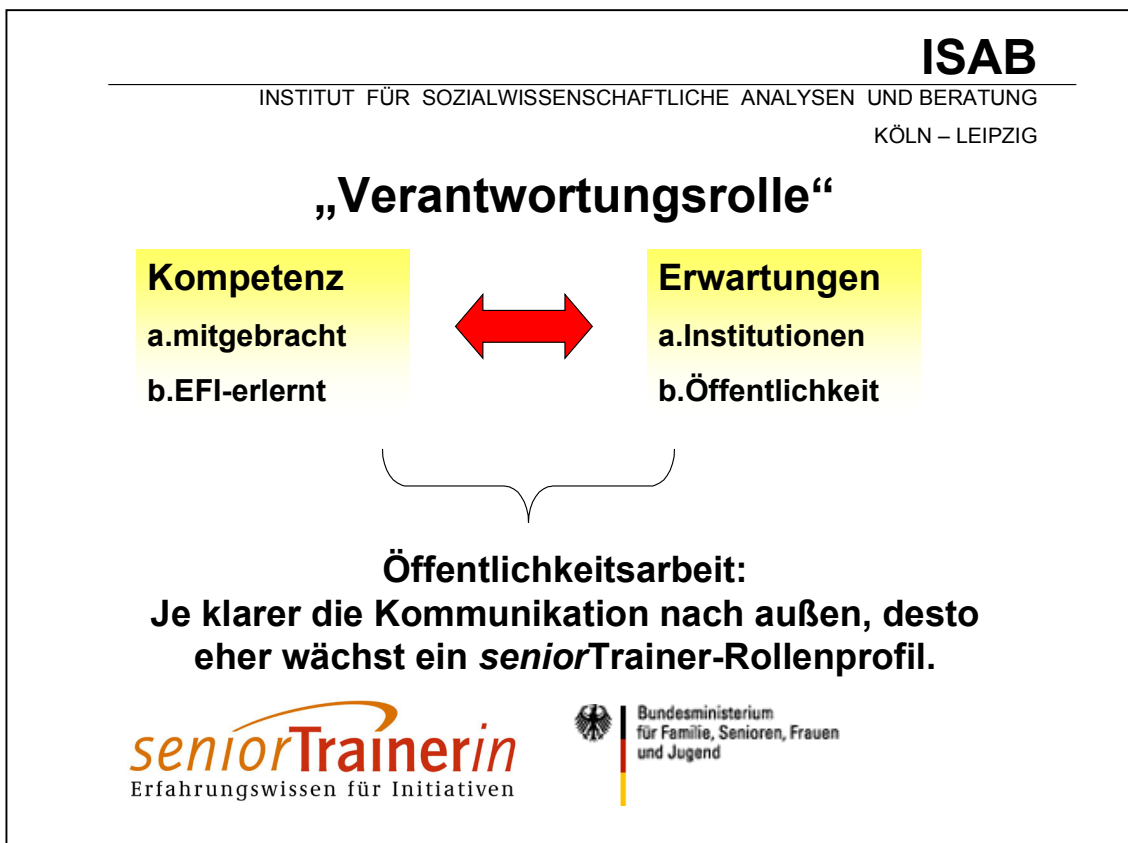 ISAB
INSTITUT FÜR SOZIALWISSENSCHAFTLICHE ANALYSEN UND BERATUNG
KÖLN – LEIPZIG
„Verantwortungsrolle“
Kompetenz
a.mitgebracht
b.EFI-erlernt
Erwartungen
a.Institutionen
b.Öffentlichkeit
Öffentlichkeitsarbeit:
Je klarer die Kommunikation nach außen, desto
eher wächst ein seniorTrainer-Rollenprofil.
seniorTrainerin
Erfahrungswissen für Initiativen
Bundesministerium
für Familie, Senioren, Frauen
und Jugend